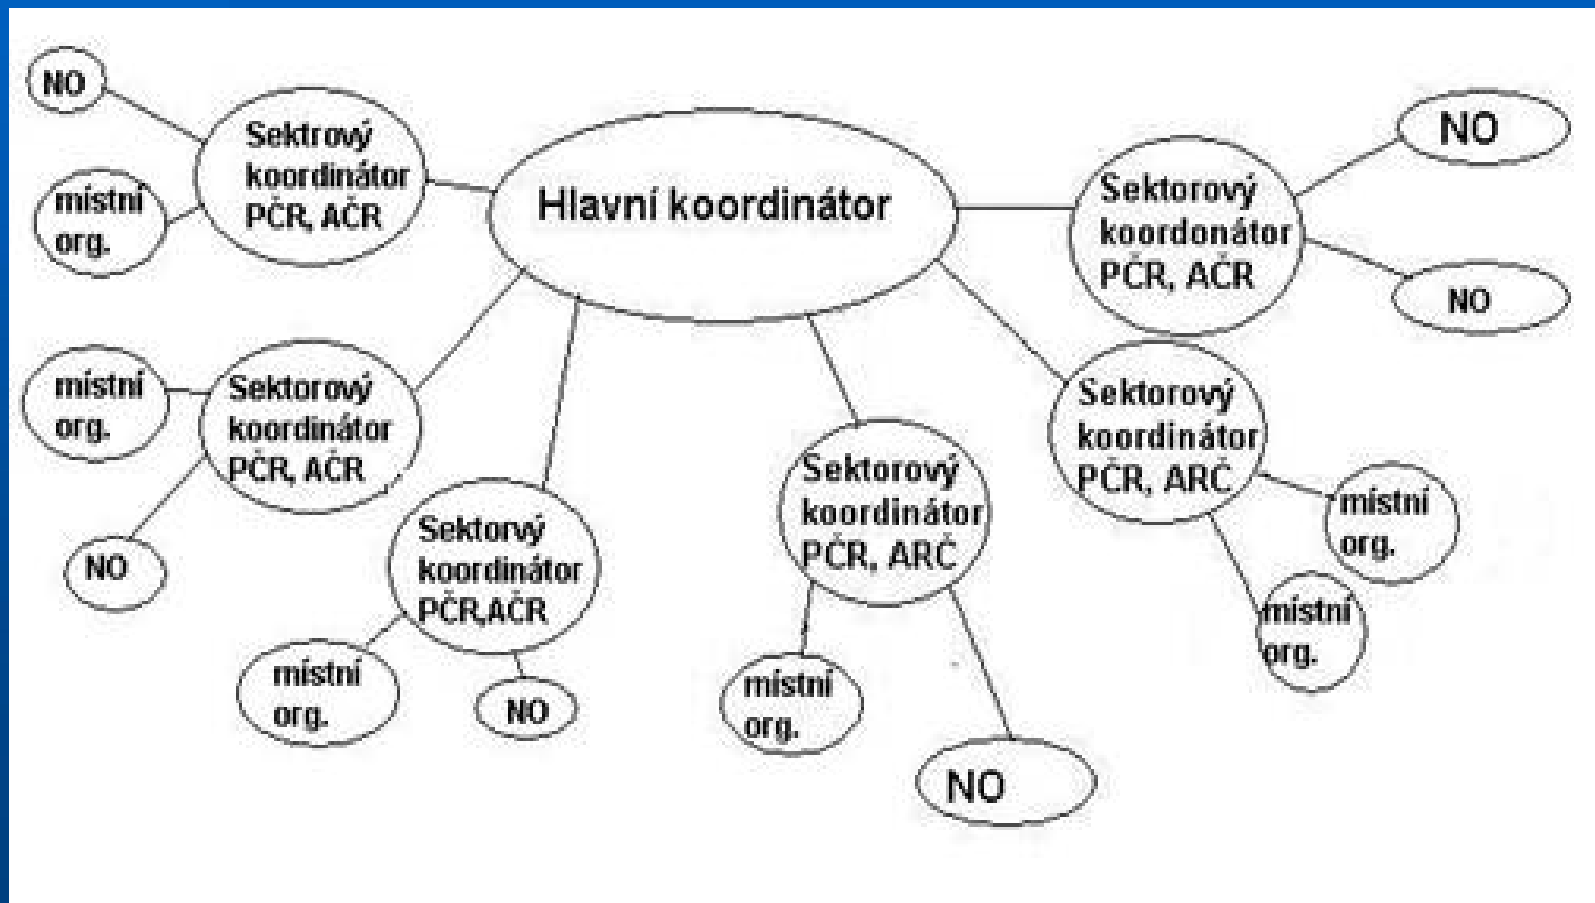 NO
Sektrový
koordinátor
PČR, AČR
místní
org.
Hlavní koordinátor
Sektorový
koordonátor
PČR, AČR
NO
NO
místní
org.
Sektorový
koordinátor
PČR, AČR
NO
Sektorvý
koordinátor
PČR,AČR
místní
org.
NO
Sektorový
koordinátor
PČR, ARČ
místní
org.
NO
Sektorový
koordinátor
PČR, ARČ
místní
org.
místní
org.